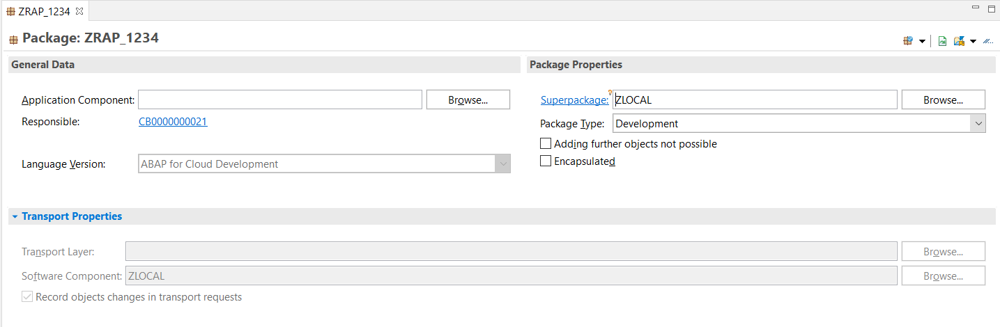 ZRAP_1234
Package: ZRAP_1234
General Data
Application Component: Browse...
Responsible: CB0000000021
Language Version: ABAP for Cloud Development
Package Properties
Superpackage: ZLOCAL Browse...
Package Type: Development
Adding further objects not possible
Encapsulated
Transport Properties
Transport Layer: Browse...
Software Component: ZLOCAL Browse...
Record objects changes in transport requests